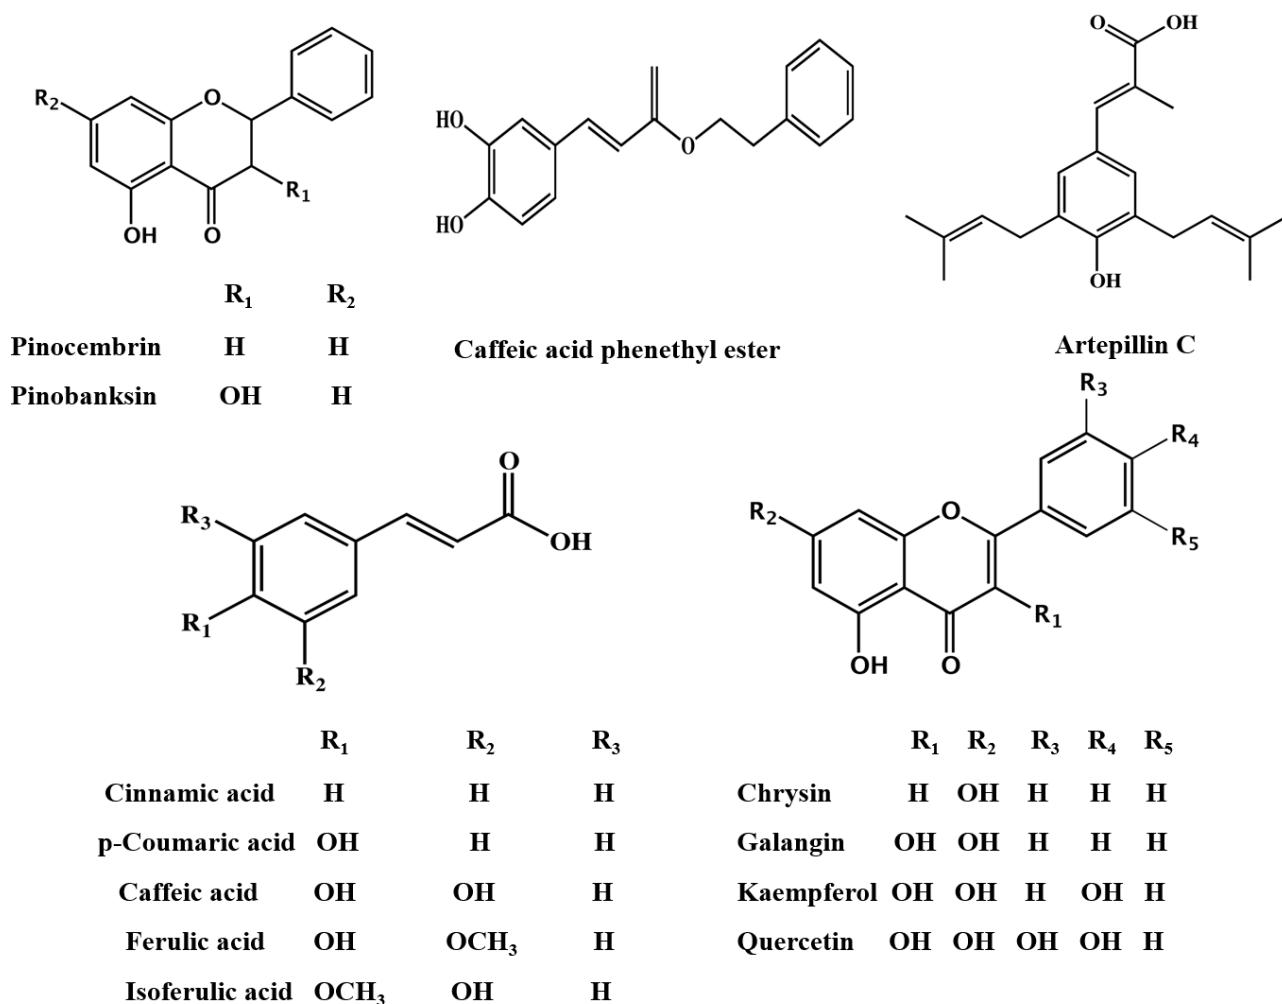 R₂
O
R₁
OH
O
R₁ R₂
Pinocembrin H H
Pinobanksin OH H
HO
HO
O
Caffeic acid phenethyl ester
O
OH
OH
Artepillin C
O
R₃
OH
R₁
R₂
R₁ R₂ R₃
Cinnamic acid H H H
p-Coumaric acid OH H H
Caffeic acid OH OH H
Ferulic acid OH OCH₃ H
Isoferulic acid OCH₃ OH H
R₃
R₄
R₂
O
R₅
R₁
OH
O
R₁ R₂ R₃ R₄ R₅
Chrysin H OH H H H
Galangin OH OH H H H
Kaempferol OH OH H OH H
Quercetin OH OH OH OH H